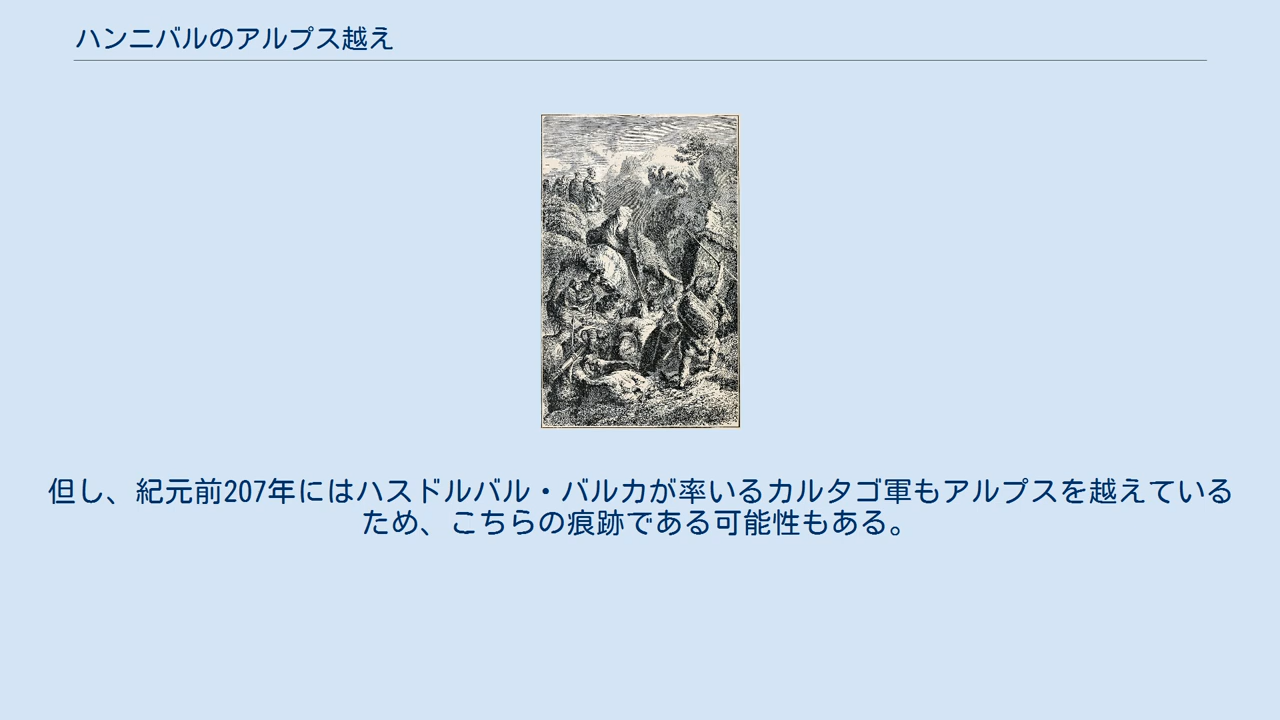 ハンニバルのアルプス越え
但し、紀元前207年にはハスドルバル・バルカが率いるカルタゴ軍もアルプスを越えている
ため、こちらの痕跡である可能性もある。